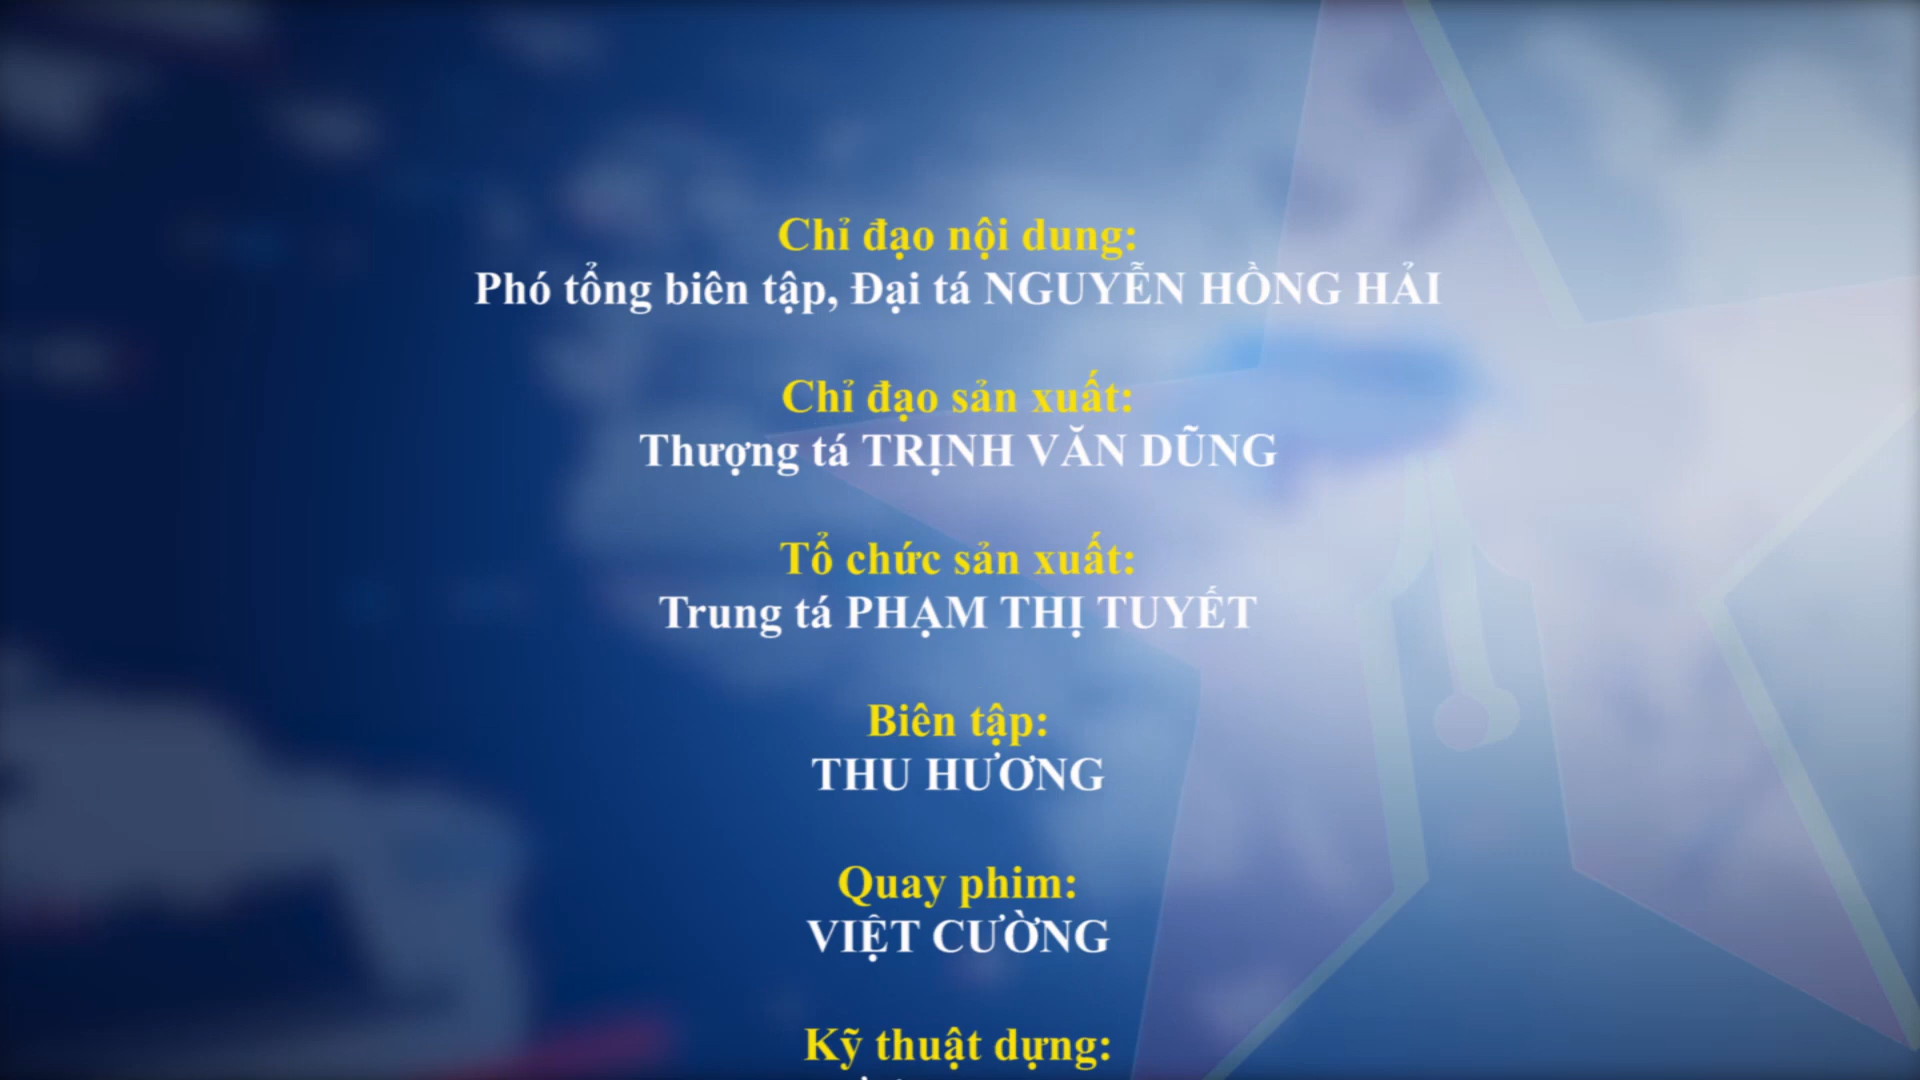 Chỉ đạo nội dung:
Phó tổng biên tập, Đại tá NGUYỄN HỒNG HẢI
Chỉ đạo sản xuất:
Thượng tá TRỊNH VĂN DŨNG
Tổ chức sản xuất:
Trung tá PHẠM THỊ TUYẾT
Biên tập:
THU HƯƠNG
Quay phim:
VIỆT CƯỜNG
Kỹ thuật dựng: